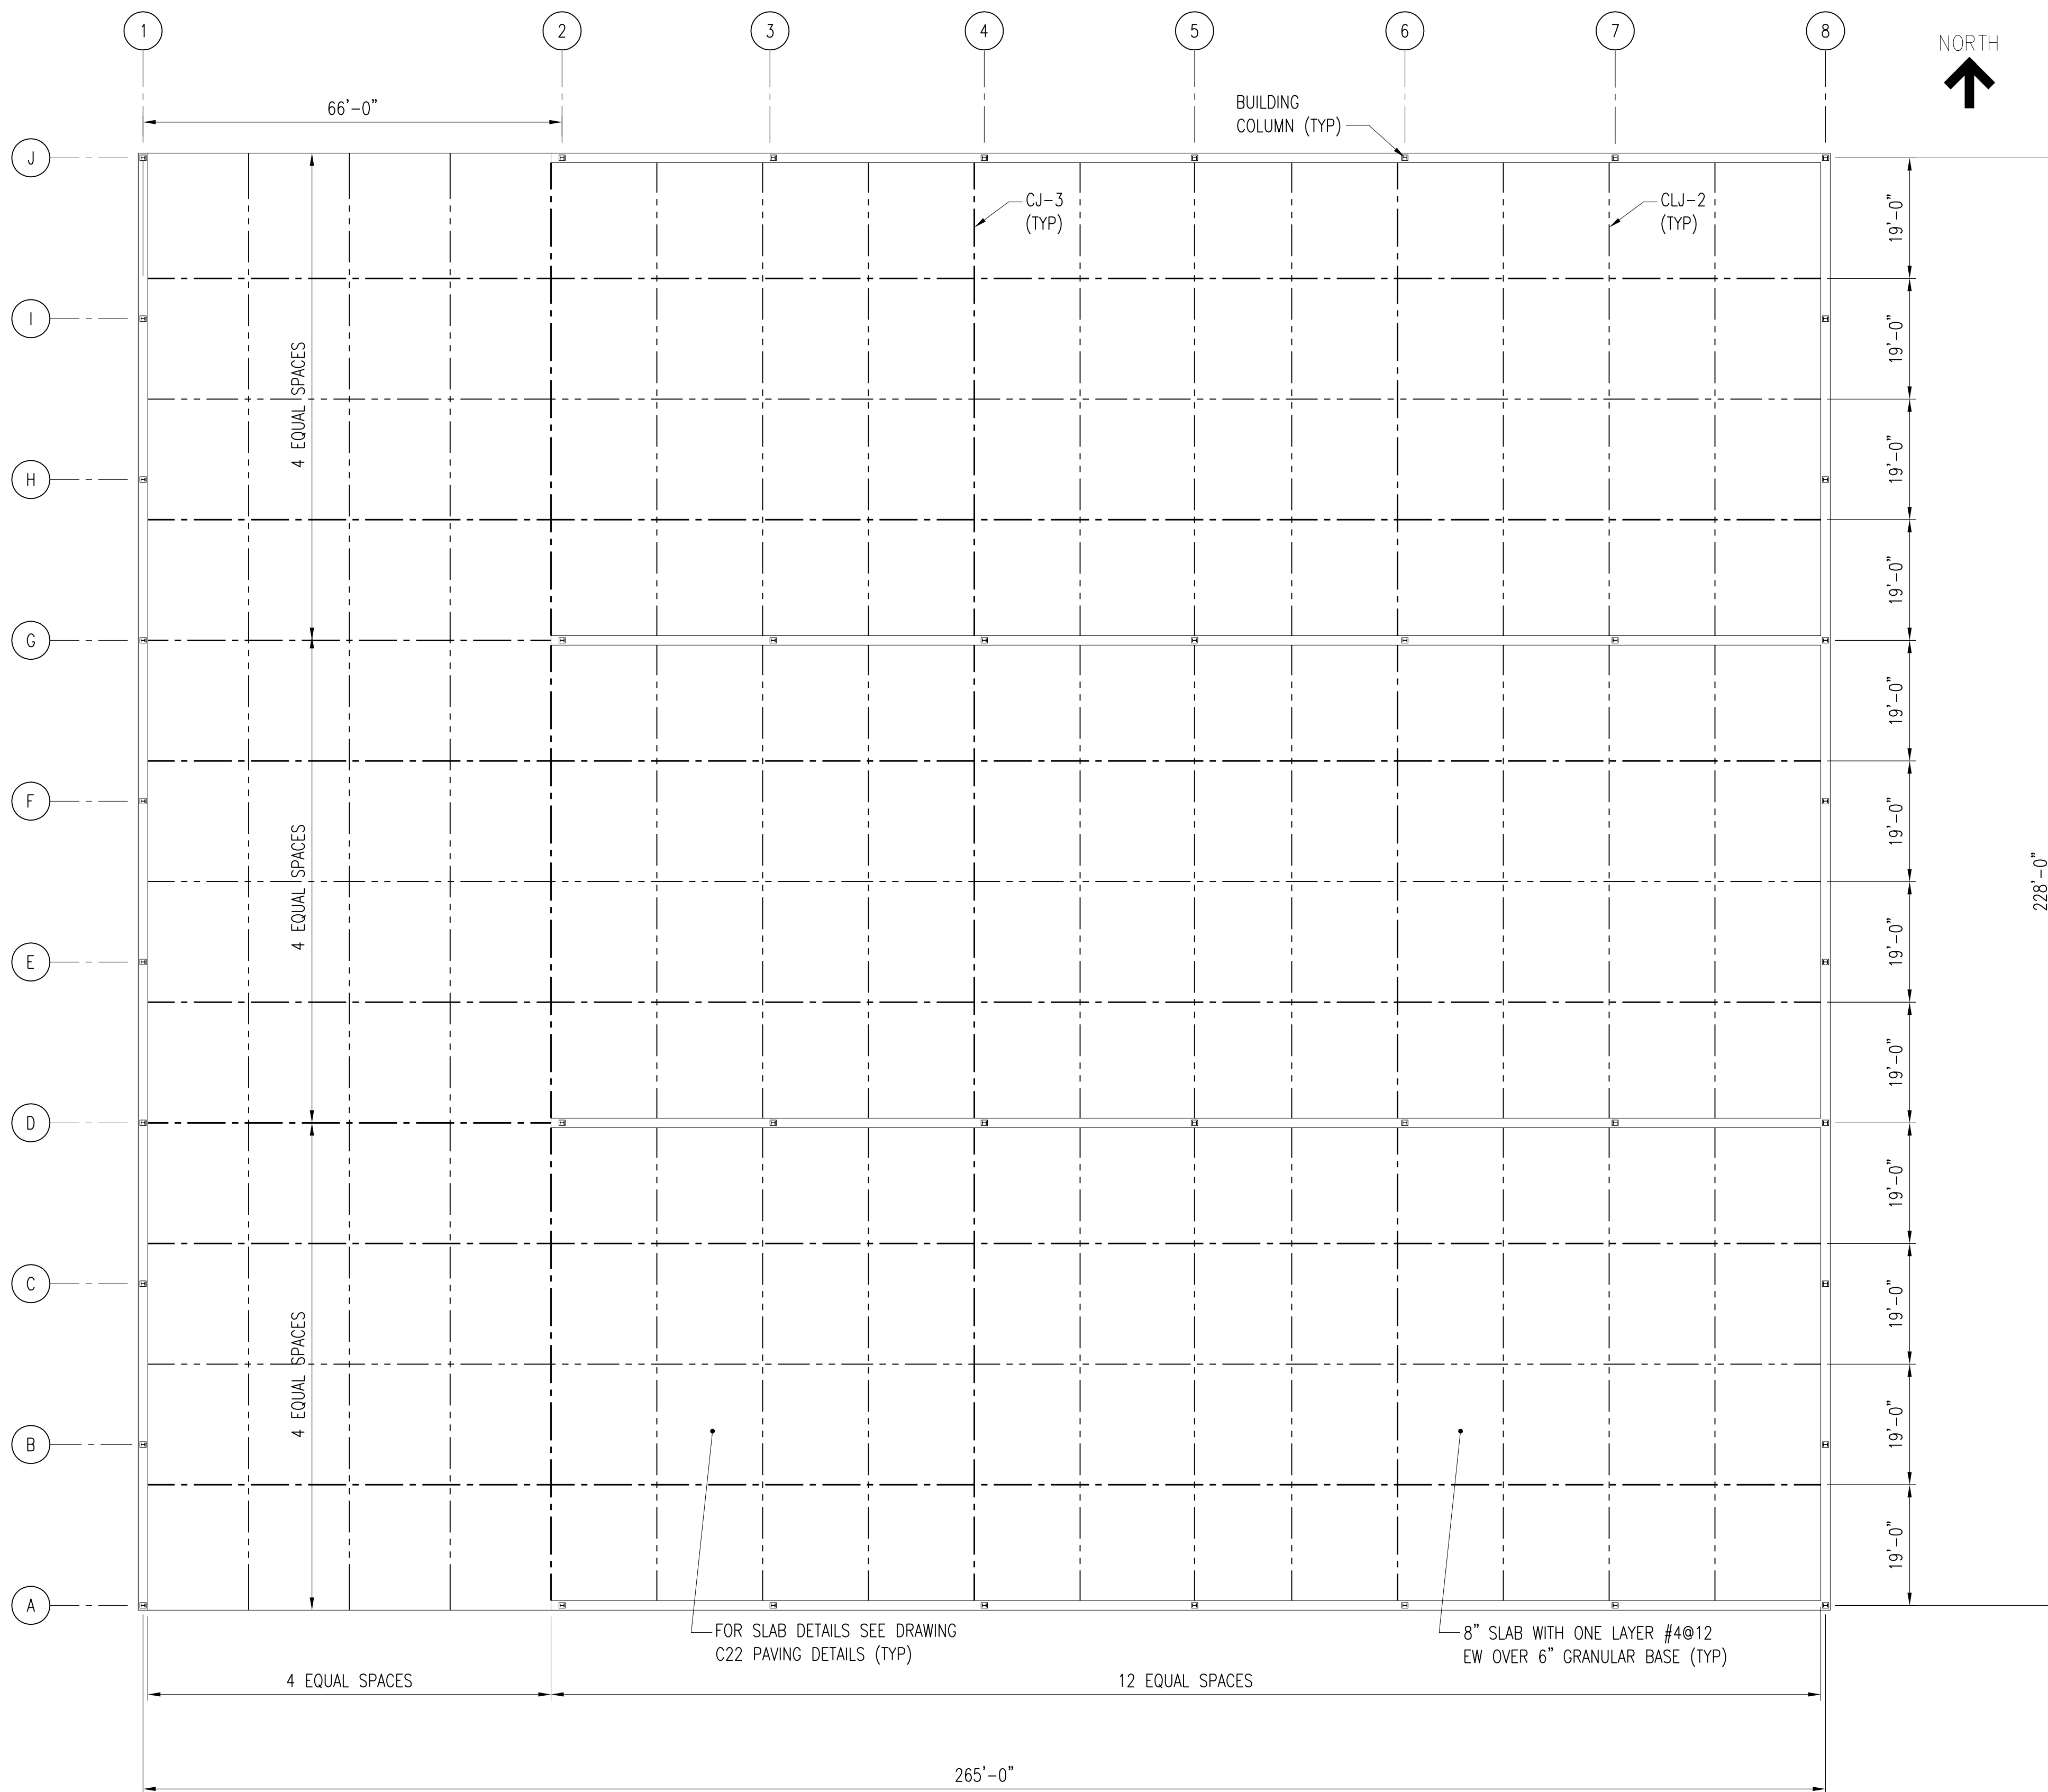 1
2
3
4
5
6
7
8
NORTH
66'-0"
BUILDING
COLUMN (TYP)
J
CJ-3
(TYP)
CLJ-2
(TYP)
19'-0"
I
19'-0"
4 EQUAL SPACES
H
19'-0"
19'-0"
G
19'-0"
F
19'-0"
228'-0"
4 EQUAL SPACES
E
19'-0"
19'-0"
D
19'-0"
C
19'-0"
4 EQUAL SPACES
B
19'-0"
19'-0"
A
FOR SLAB DETAILS SEE DRAWING
C22 PAVING DETAILS (TYP)
8" SLAB WITH ONE LAYER #4@12
EW OVER 6" GRANULAR BASE (TYP)
4 EQUAL SPACES
12 EQUAL SPACES
265'-0"